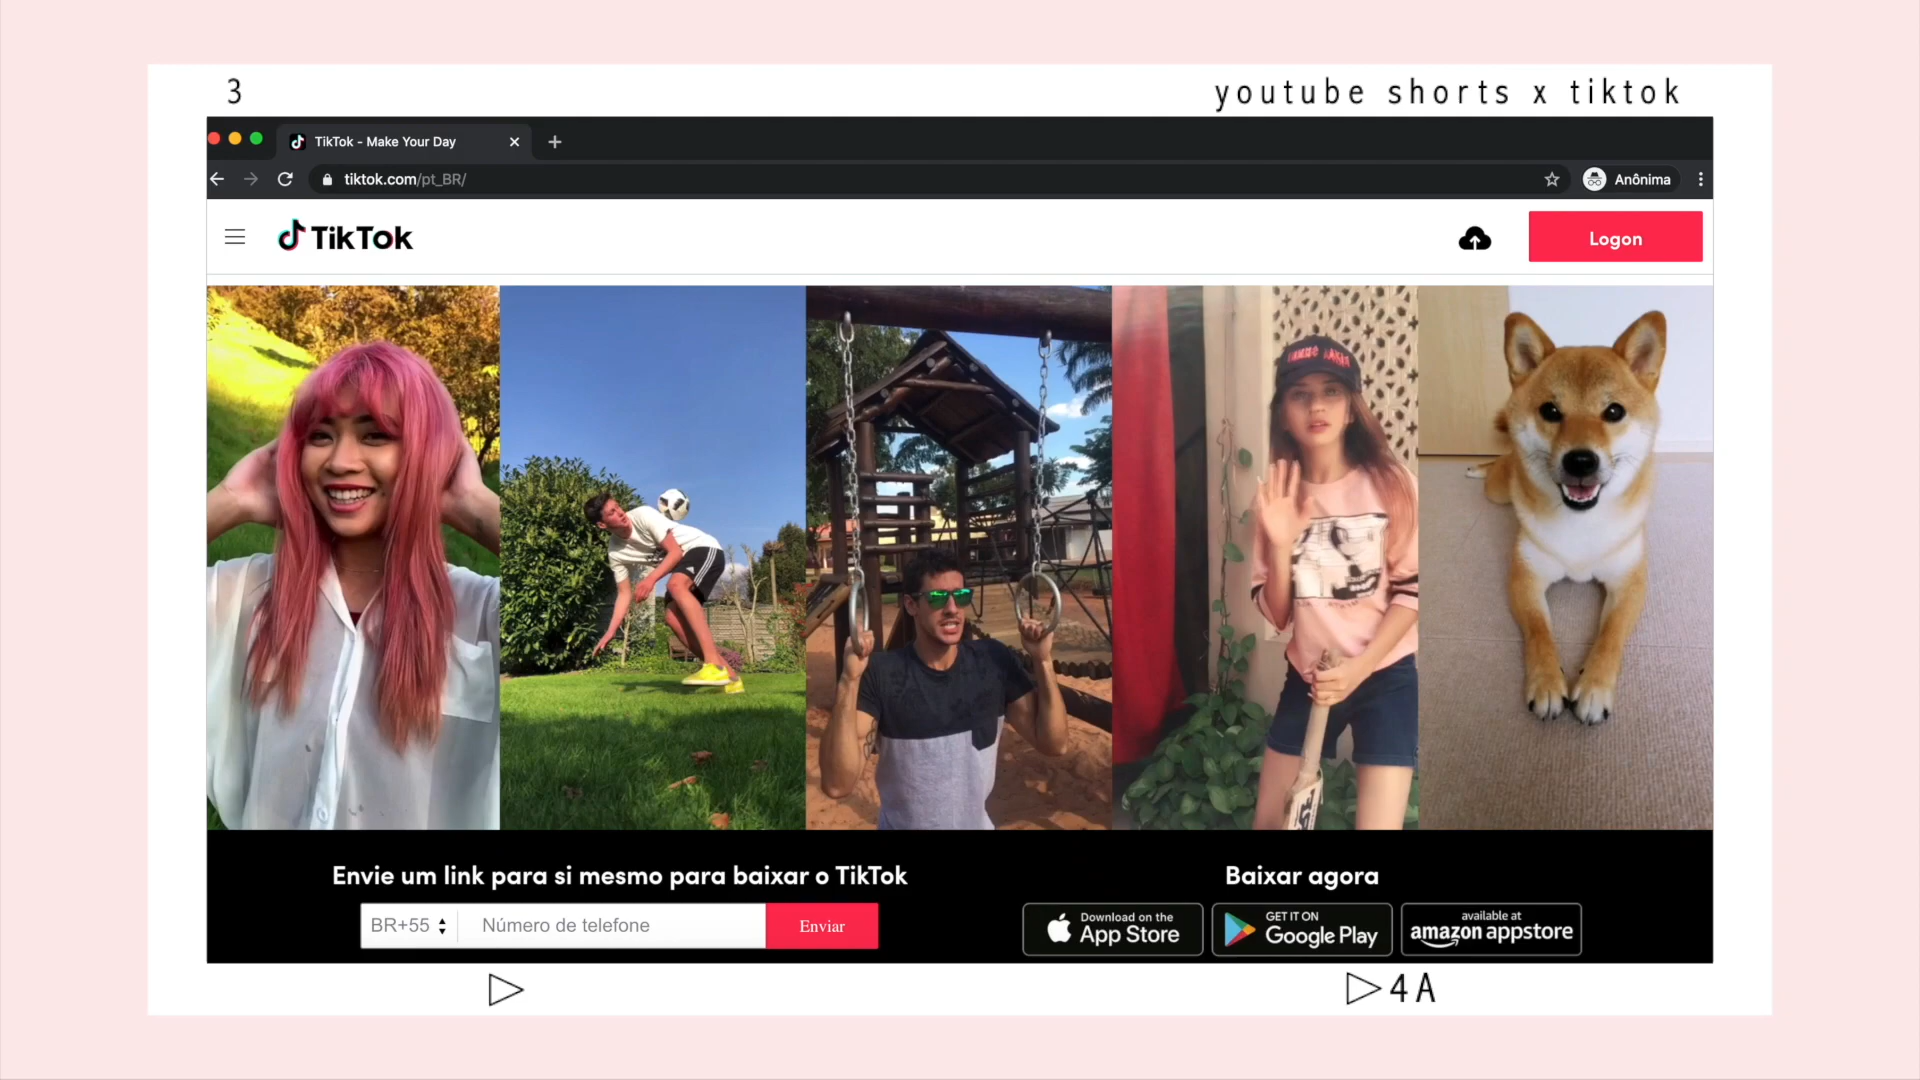 3
youtube shorts x tiktok
TikTok - Make Your Day
tiktok.com/pt_BR/
Anônima
TikTok
Logon
Envie um link para si mesmo para baixar o TikTok
BR+55
Número de telefone
Enviar
Baixar agora
Download on the
App Store
GET IT ON
Google Play
available at
amazon appstore
4A